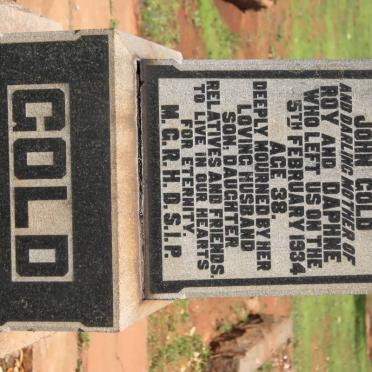 JOHN GOLD
AND DARLING MOTHER OF
ROY AND DAPHNE
WHO LEFT US ON THE
5TH FEBRUARY 1934
AGE 38.
DEEPLY MOURNED BY HER
LOVING HUSBAND
SON, DAUGHTER
RELATIVES AND FRIENDS.
TO LIVE IN OUR HEARTS
FOR ETERNITY.
M.G.R.H.D.S.I.P.
GOLD